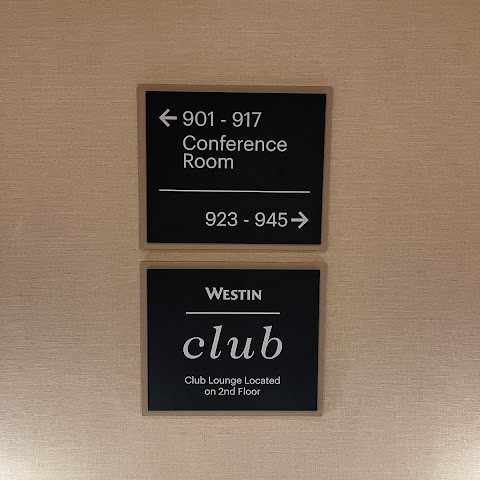 ← 901 - 917
Conference
Room
923 - 945 →
WESTIN
club
Club Lounge Located
on 2nd Floor